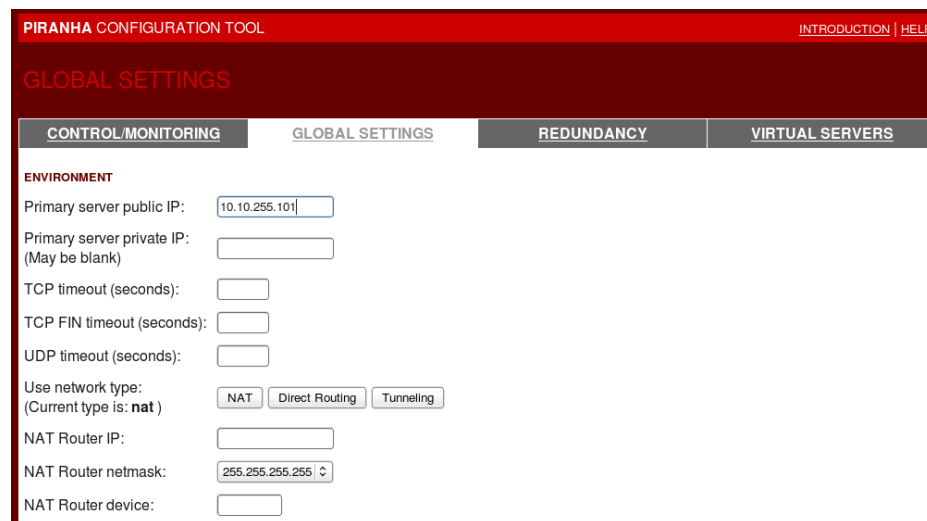 PIRANHA CONFIGURATION TOOL INTRODUCTION | HELP
GLOBAL SETTINGS
CONTROL/MONITORING GLOBAL SETTINGS REDUNDANCY VIRTUAL SERVERS
ENVIRONMENT
Primary server public IP: 10.10.255.101
Primary server private IP:
(May be blank)
TCP timeout (seconds):
TCP FIN timeout (seconds):
UDP timeout (seconds):
Use network type:
(Current type is: nat ) NAT Direct Routing Tunneling
NAT Router IP:
NAT Router netmask: 255.255.255.255
NAT Router device: